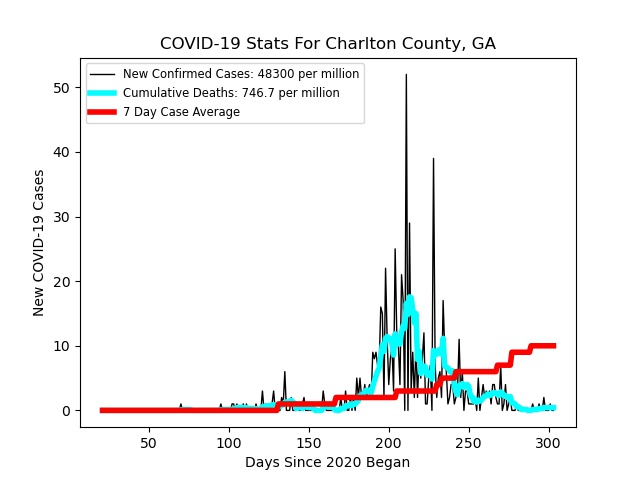 COVID-19 Stats For Charlton County, GA
New Confirmed Cases: 48300 per million
Cumulative Deaths: 746.7 per million
7 Day Case Average
New COVID-19 Cases
50
40
30
20
10
0
50 100 150 200 250 300
Days Since 2020 Began